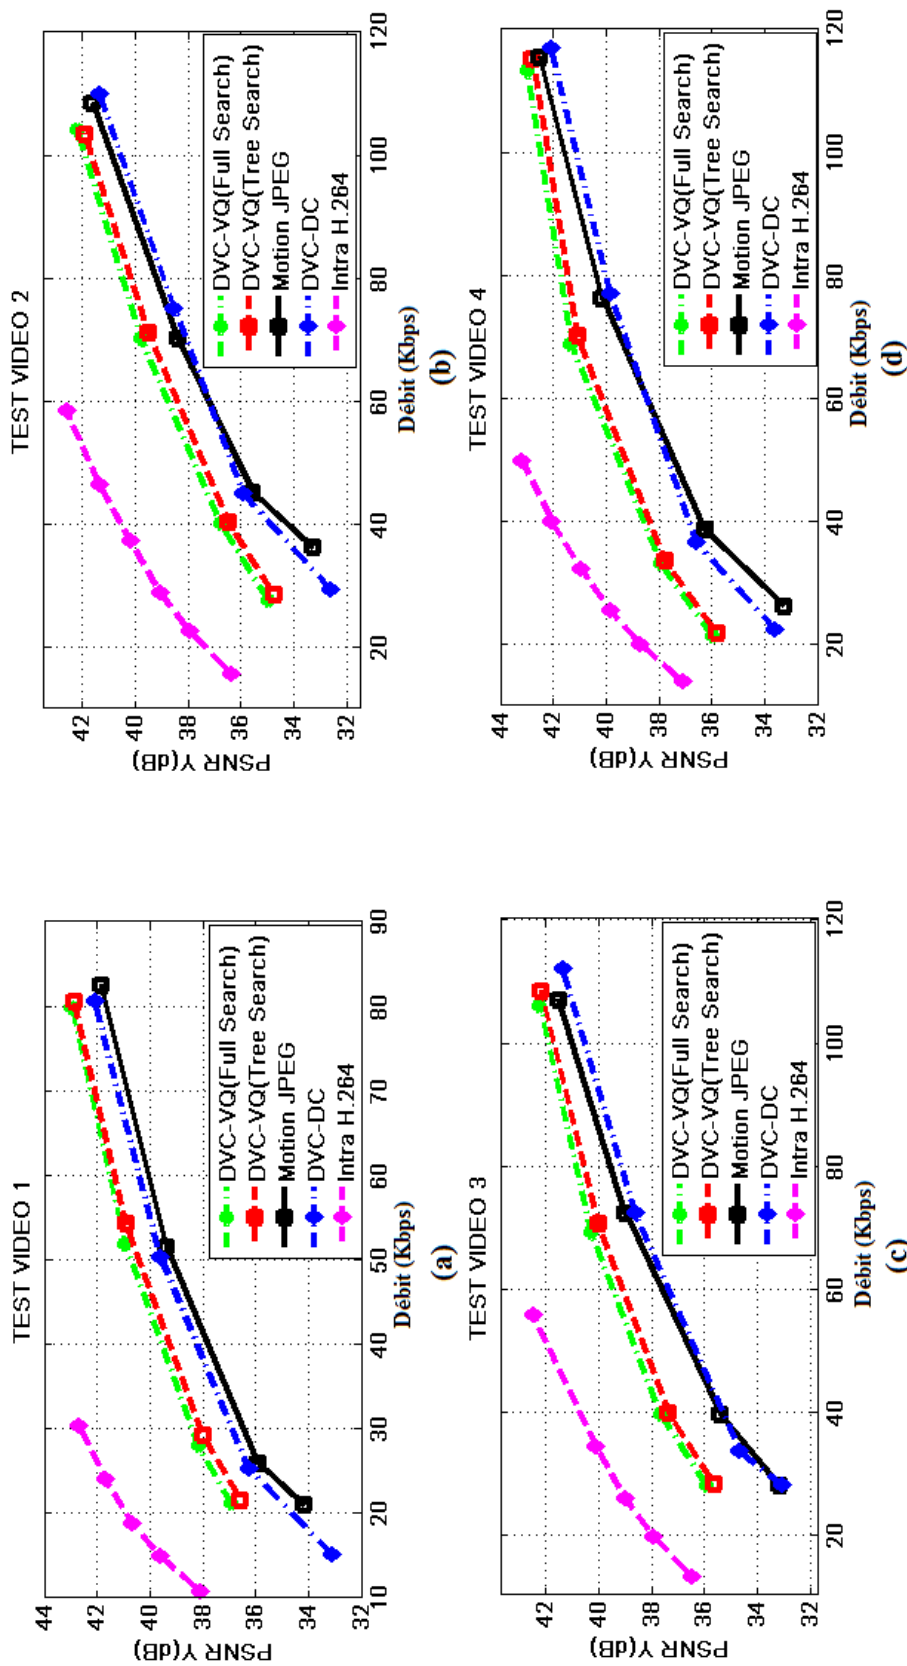 TEST VIDEO 1
PSNR Y(dB)
44
42
40
38
36
34
32
10
20
30
40
50
60
70
80
90
DVC-VQ(Full Search)
DVC-VQ(Tree Search)
Motion JPEG
DVC-DC
Intra H.264
Débit (Kbps)
(a)
TEST VIDEO 2
PSNR Y(dB)
42
40
38
36
34
32
20
40
60
80
100
120
DVC-VQ(Full Search)
DVC-VQ(Tree Search)
Motion JPEG
DVC-DC
Intra H.264
Débit (Kbps)
(b)
TEST VIDEO 3
PSNR Y(dB)
42
40
38
36
34
32
20
40
60
80
100
120
DVC-VQ(Full Search)
DVC-VQ(Tree Search)
Motion JPEG
DVC-DC
Intra H.264
Débit (Kbps)
(c)
TEST VIDEO 4
PSNR Y(dB)
44
42
40
38
36
34
32
20
40
60
80
100
120
DVC-VQ(Full Search)
DVC-VQ(Tree Search)
Motion JPEG
DVC-DC
Intra H.264
Débit (Kbps)
(d)